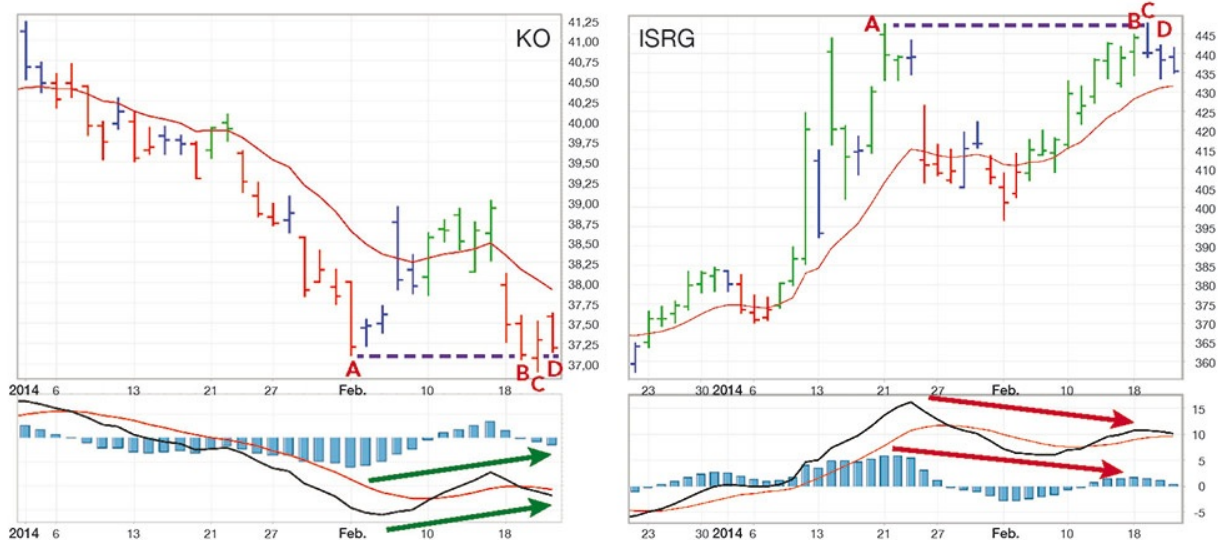 KO
41,25
41,00
40,75
40,50
40,25
40,00
39,75
39,50
39,25
39,00
38,75
38,50
38,25
38,00
37,75
37,50
37,25
37,00
A
B
C
D
2014 6 13 21 27 Feb. 10 18
2014 6 13 21 27 Feb. 10 18
ISRG
A
B
C
D
445
440
435
430
425
420
415
410
405
400
395
390
385
380
375
370
365
360
23 30 2014 6 13 21 27 Feb. 10 18
15
10
5
0
-5
23 30 2014 6 13 21 27 Feb. 10 18